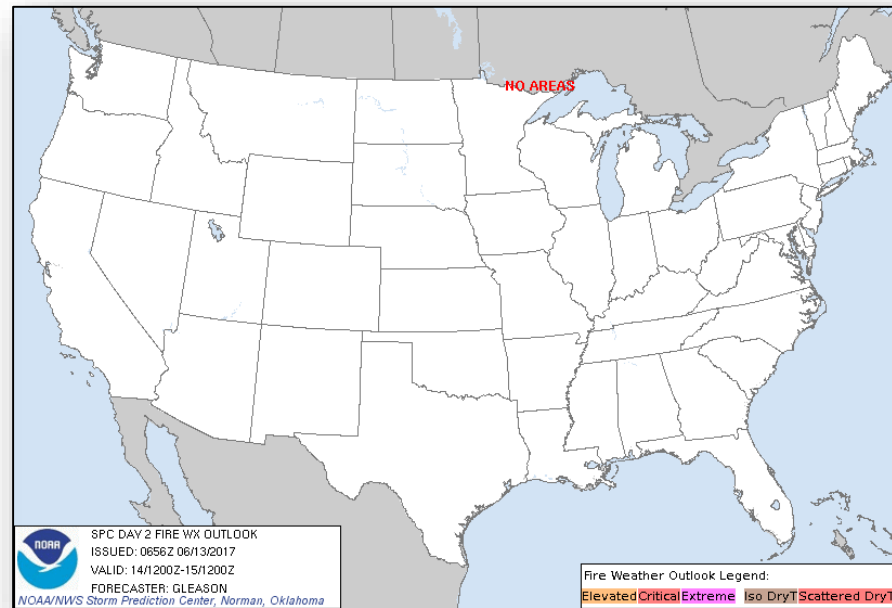 NO AREAS
SPC DAY 2 FIRE WX OUTLOOK
ISSUED: 0656Z 06/13/2017
VALID: 14/1200Z-15/1200Z
FORECASTER: GLEASON
NOAA
NOAA/NWS Storm Prediction Center, Norman, Oklahoma
Fire Weather Outlook Legend:
Elevated Critical Extreme Iso DryT Scattered DryT